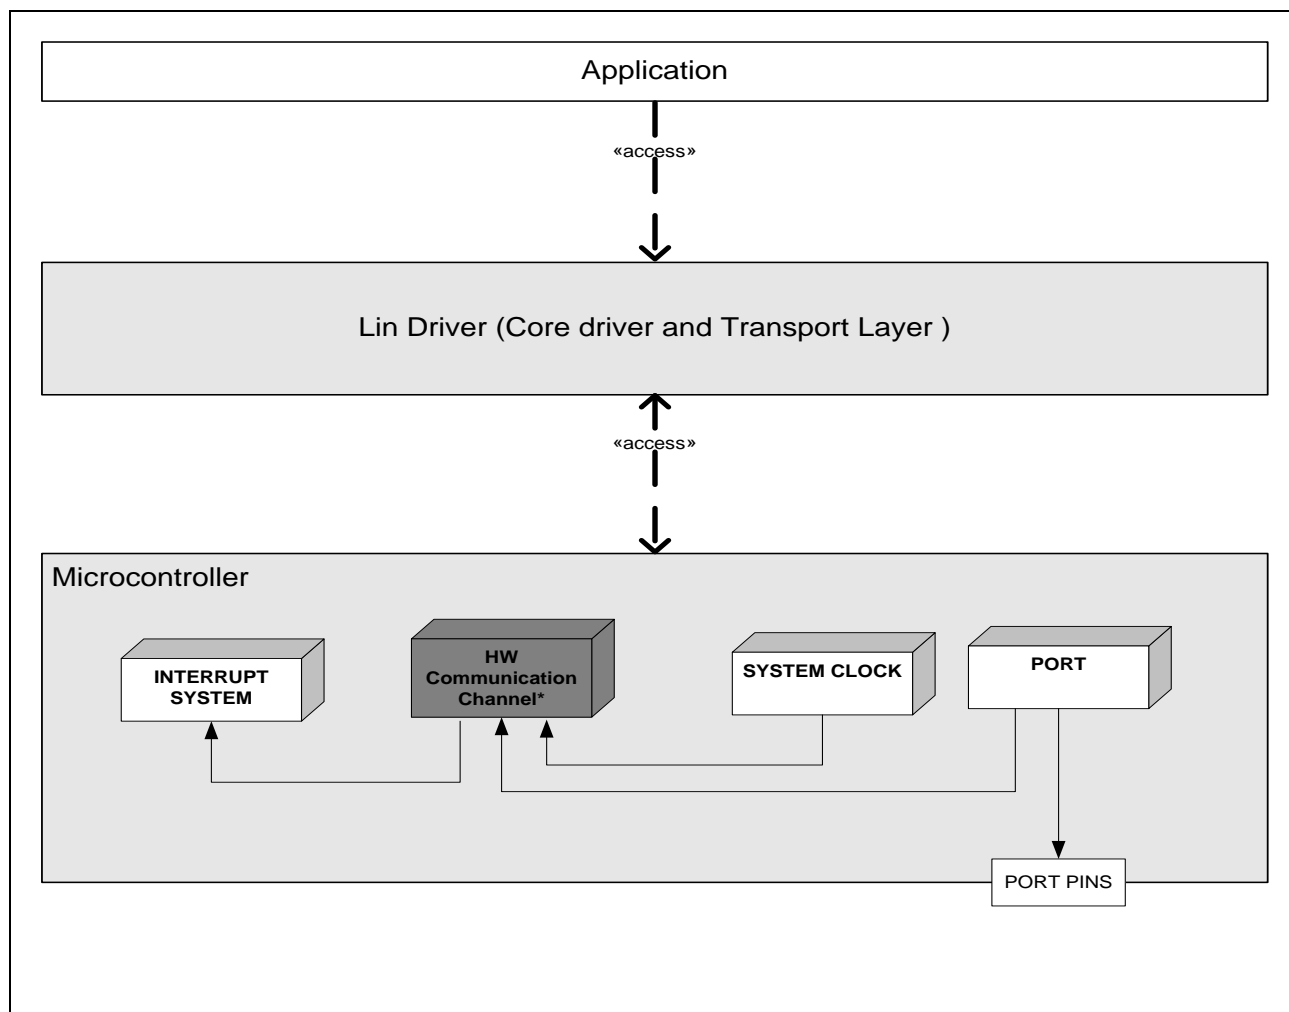 Application
«access»
Lin Driver (Core driver and Transport Layer )
«access»
Microcontroller
INTERRUPT
SYSTEM
HW
Communication
Channel*
SYSTEM CLOCK
PORT
PORT PINS